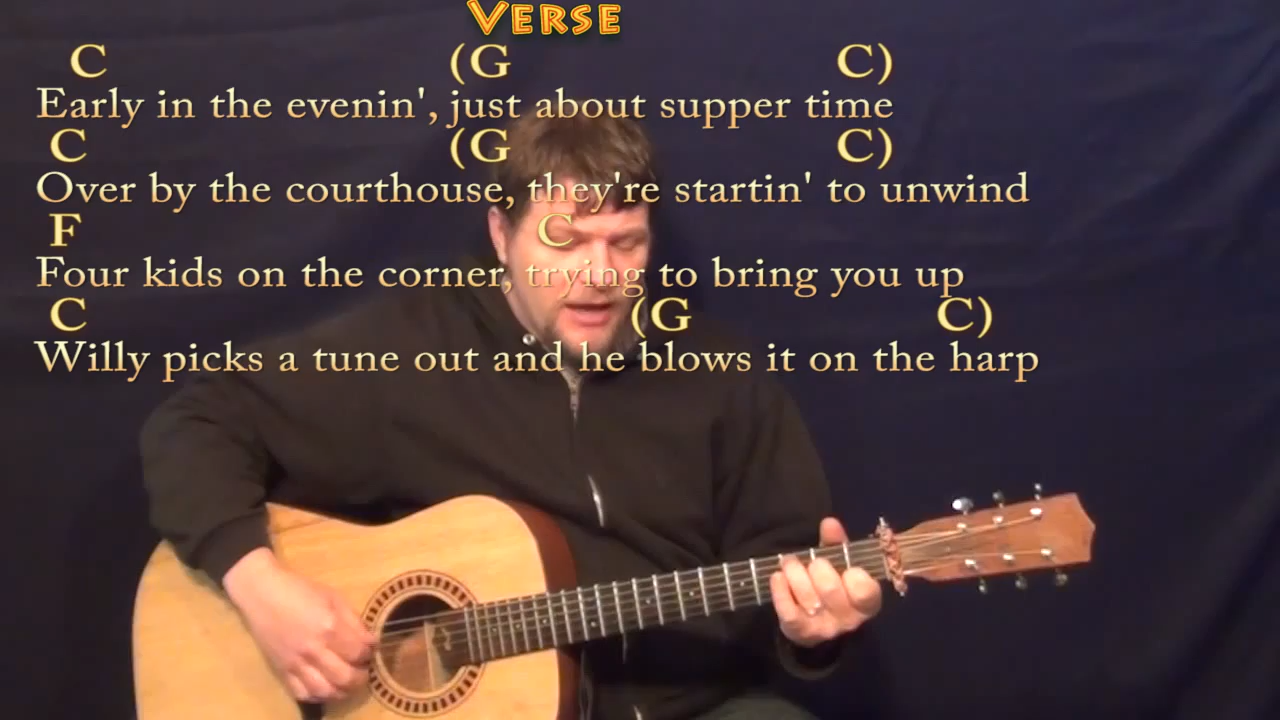 VERSE
C (G C)
Early in the evenin', just about supper time
C (G C)
Over by the courthouse, they're startin' to unwind
F C
Four kids on the corner, trying to bring you up
C (G C)
Willy picks a tune out and he blows it on the harp